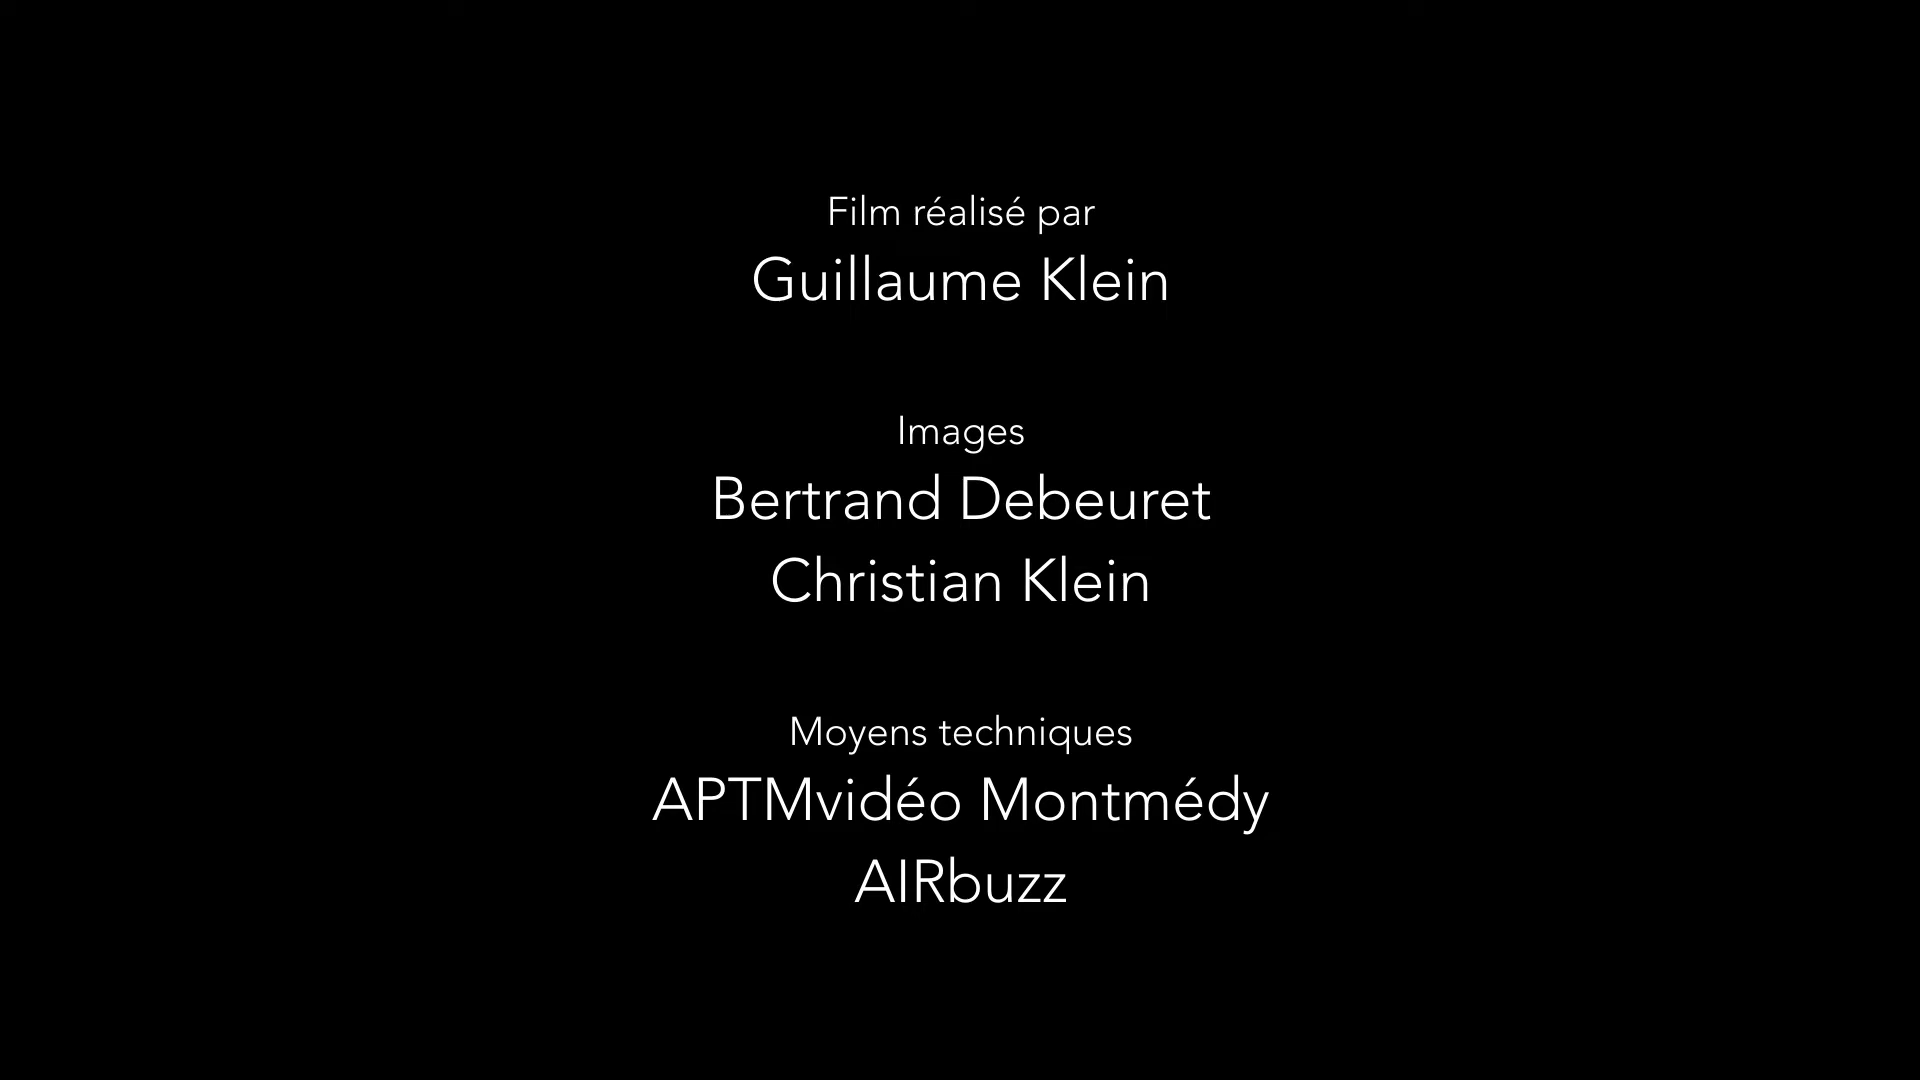 Film réalisé par
Guillaume Klein
Images
Bertrand Debeuret
Christian Klein
Moyens techniques
APTMvidéo Montmédy
AIRbuzz